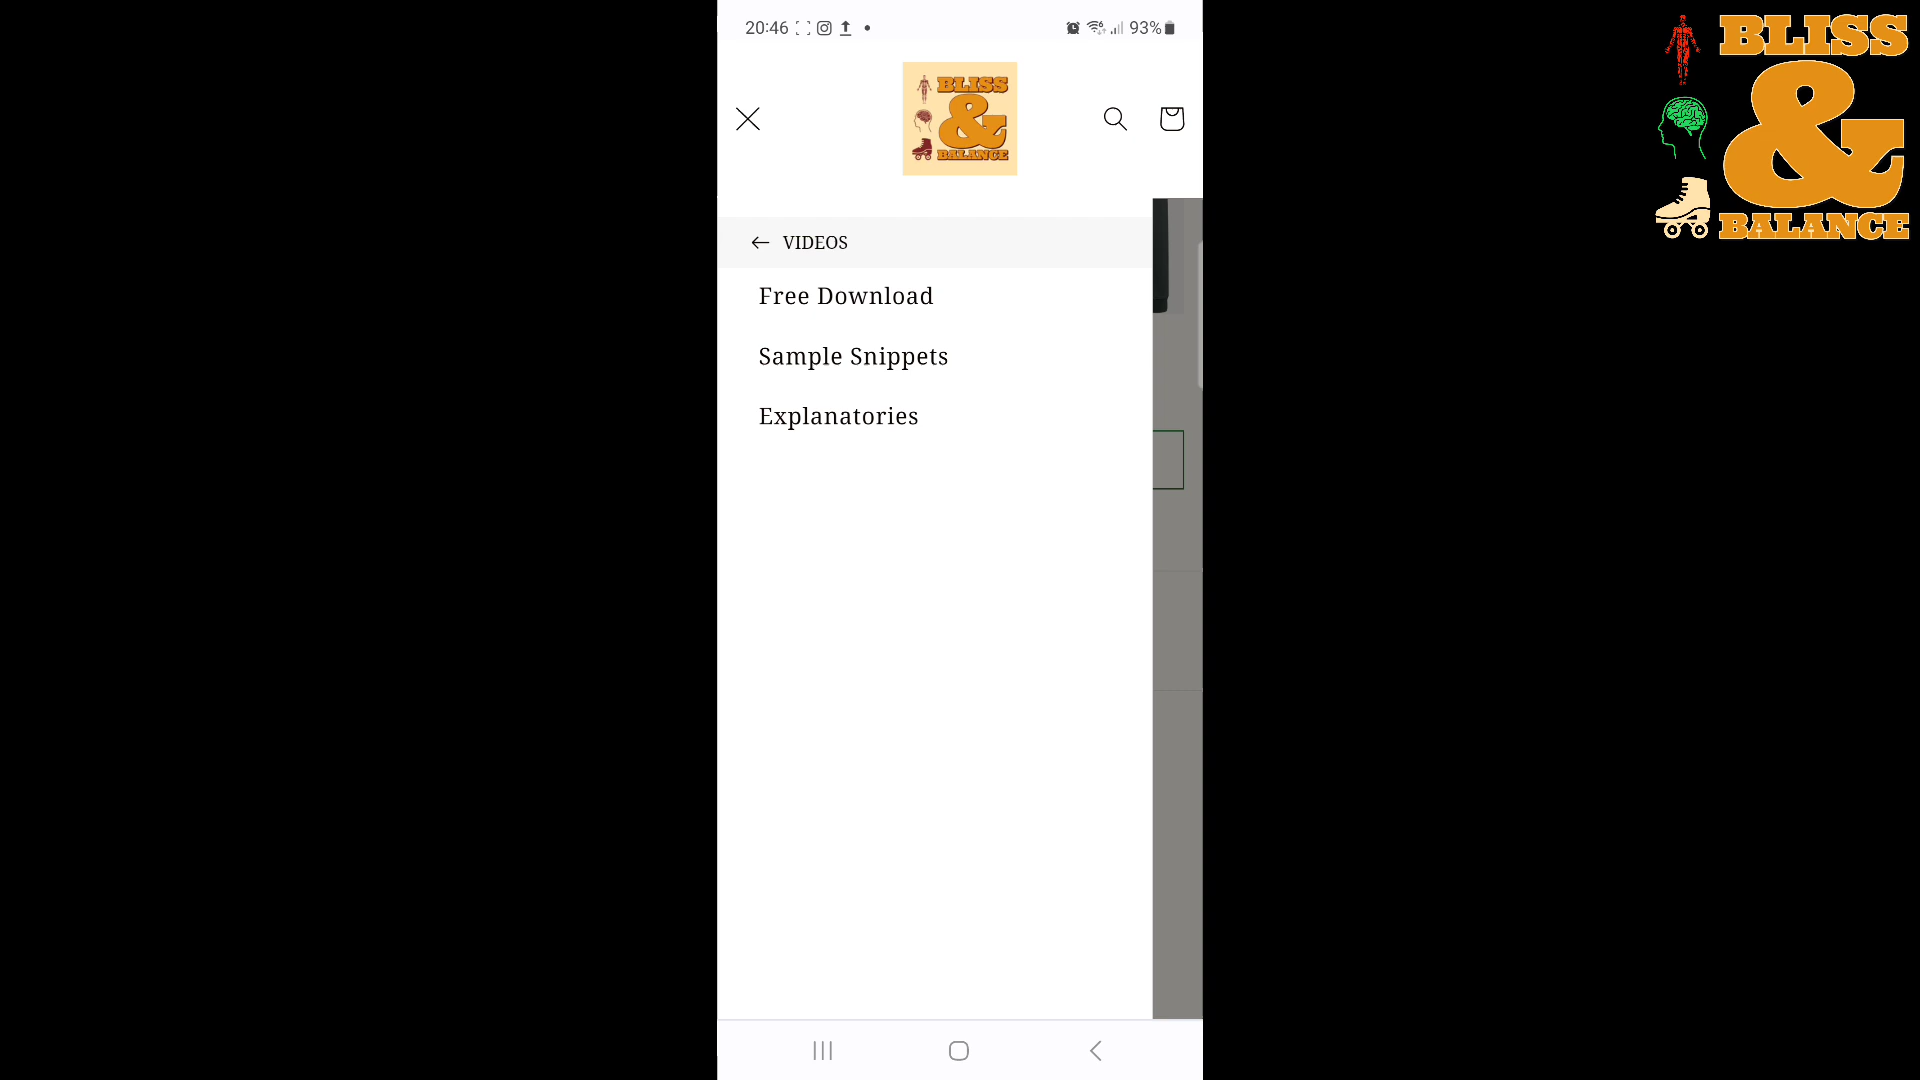 20:46
93%
BLISS
&
BALANCE
VIDEOS
Free Download
Sample Snippets
Explanatories
BLISS
&
BALANCE